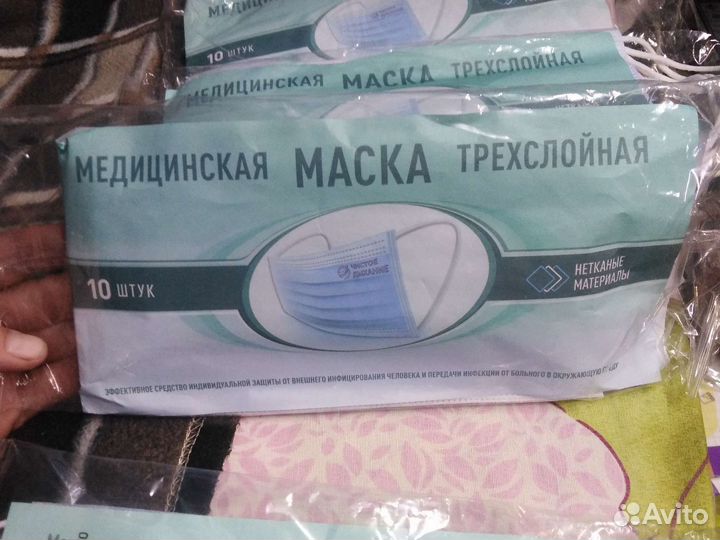 МЕДИЦИНСКАЯ
10 ШТУК
МЕДИЦИНСКАЯ МАСКА ТРЕХСЛОЙНАЯ
МЕДИЦИНСКАЯ МАСКА ТРЕХСЛОЙНАЯ
ЧИСТОЕ
ДЫХАНИЕ
10 ШТУК
НЕТКАНЫЕ
МАТЕРИАЛЫ
ЭФФЕКТИВНОЕ СРЕДСТВО ИНДИВИДУАЛЬНОЙ ЗАЩИТЫ ОТ ВНЕШНЕГО ИНФИЦИРОВАНИЯ ЧЕЛОВЕКА И ПЕРЕДАЧИ ИНФЕКЦИИ ОТ БОЛЬНОГО В ОКРУЖАЮЩУЮ
Avito